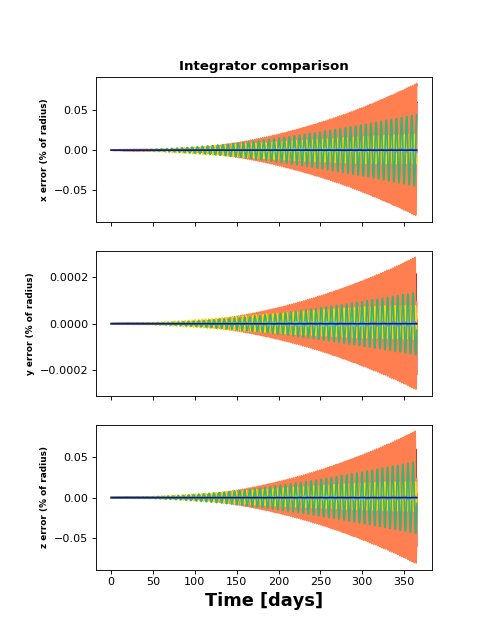 Integrator comparison
x error (% of radius)
0.05
0.00
−0.05
y error (% of radius)
0.0002
0.0000
−0.0002
z error (% of radius)
0.05
0.00
−0.05
0 50 100 150 200 250 300 350
Time [days]